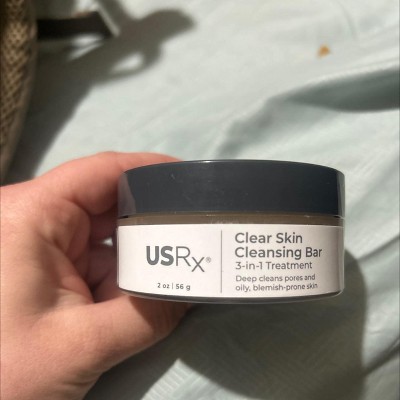 USRx®
2 oz | 56 g
Clear Skin
Cleansing Bar
3-in-1 Treatment
Deep cleans pores and
oily, blemish-prone skin